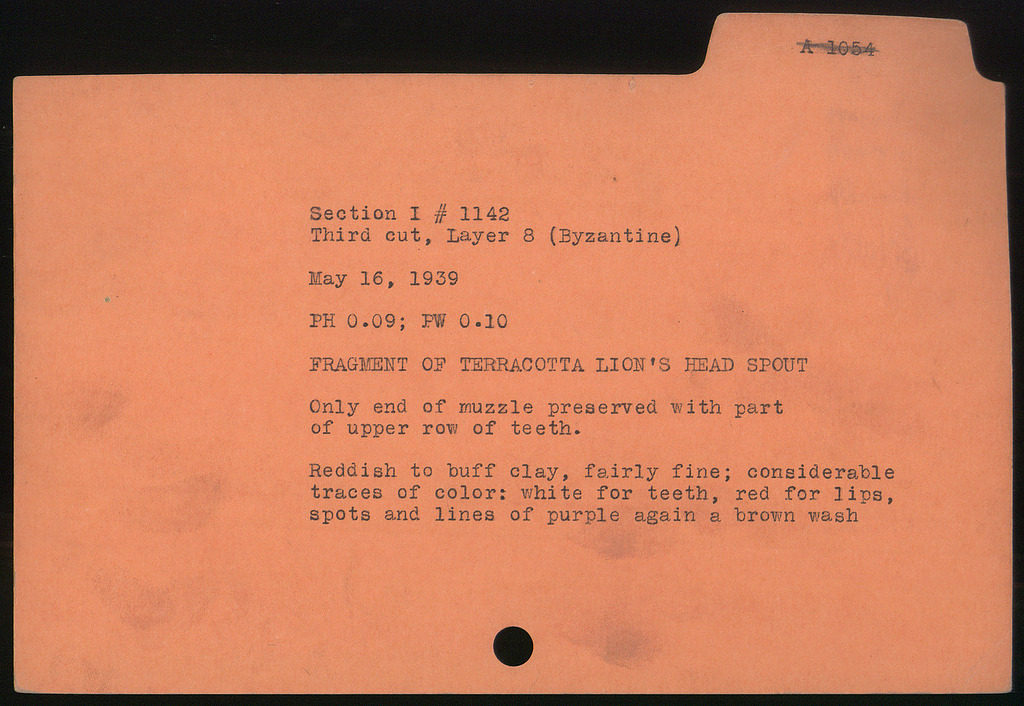 A 1054
Section I # 1142
Third cut, Layer 8 (Byzantine)
May 16, 1939
PH 0.09; PW 0.10
FRAGMENT OF TERRACOTTA LION'S HEAD SPOUT
Only end of muzzle preserved with part
of upper row of teeth.
Reddish to buff clay, fairly fine; considerable
traces of color: white for teeth, red for lips,
spots and lines of purple again a brown wash